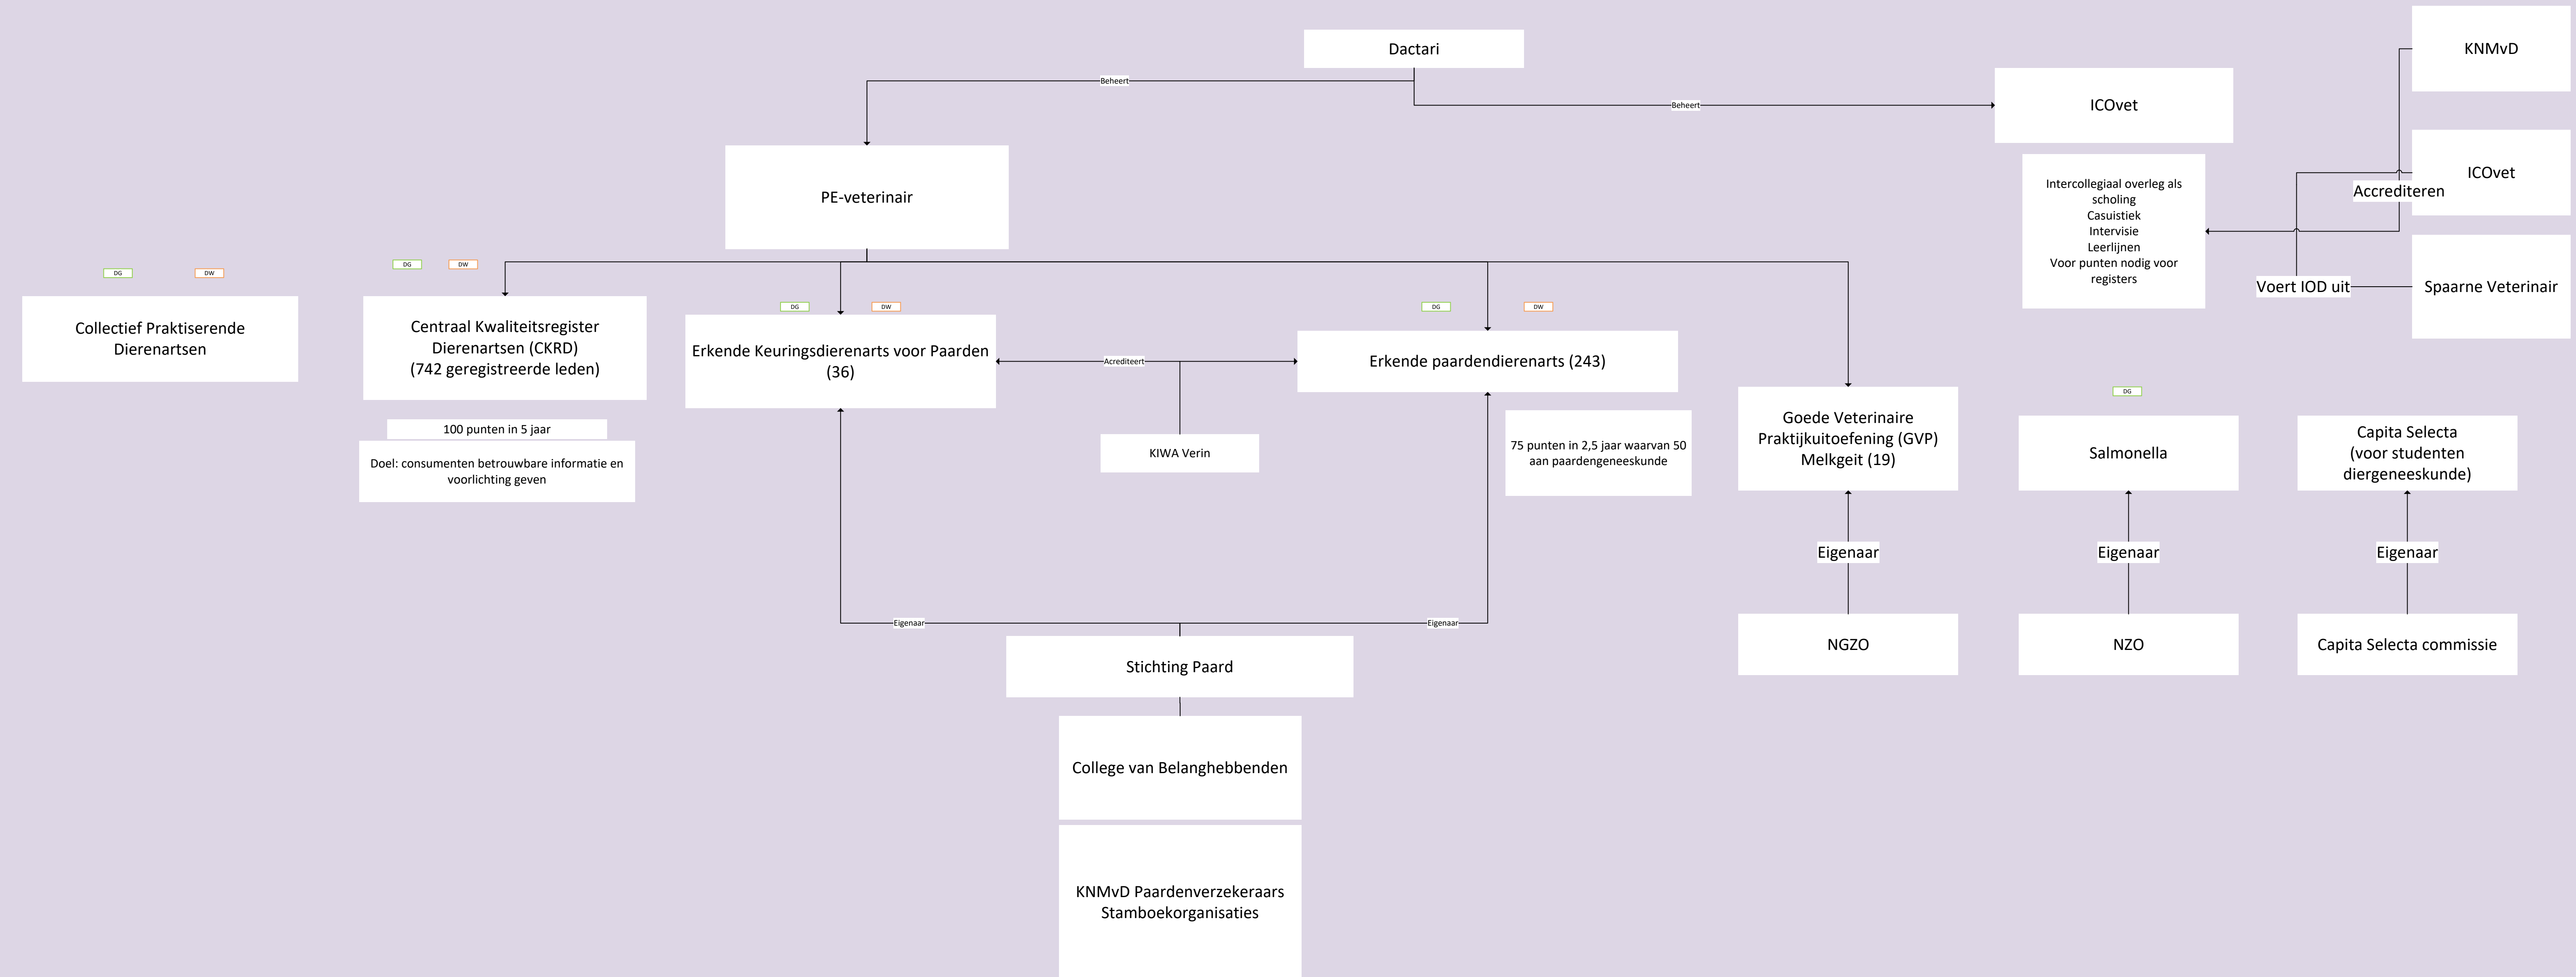 Dactari
KNMvD
Beheert
Beheert
ICOvet
PE-veterinair
Intercollegiaal overleg als
scholing
Casuistiek
Intervisie
Leerlijnen
Voor punten nodig voor
registers
ICOvet
Accrediteren
Voert IOD uit
Spaarne Veterinair
DG
DW
Collectief Praktiserende
Dierenartsen
DG
DW
Centraal Kwaliteitsregister
Dierenartsen (CKRD)
(742 geregistreerde leden)
100 punten in 5 jaar
Doel: consumenten betrouwbare informatie en
voorlichting geven
DG
DW
Erkende Keuringsdierenarts voor Paarden
(36)
Acrediteert
KIWA Verin
DG
DW
Erkende paardendierenarts (243)
75 punten in 2,5 jaar waarvan 50
aan paardengeneeskunde
Goede Veterinaire
Praktijkuitoefening (GVP)
Melkgeit (19)
DG
Salmonella
Capita Selecta
(voor studenten
diergeneeskunde)
Eigenaar
Eigenaar
Eigenaar
NGZO
NZO
Capita Selecta commissie
Eigenaar
Eigenaar
Stichting Paard
College van Belanghebbenden
KNMvD Paardenverzekeraars
Stamboekorganisaties